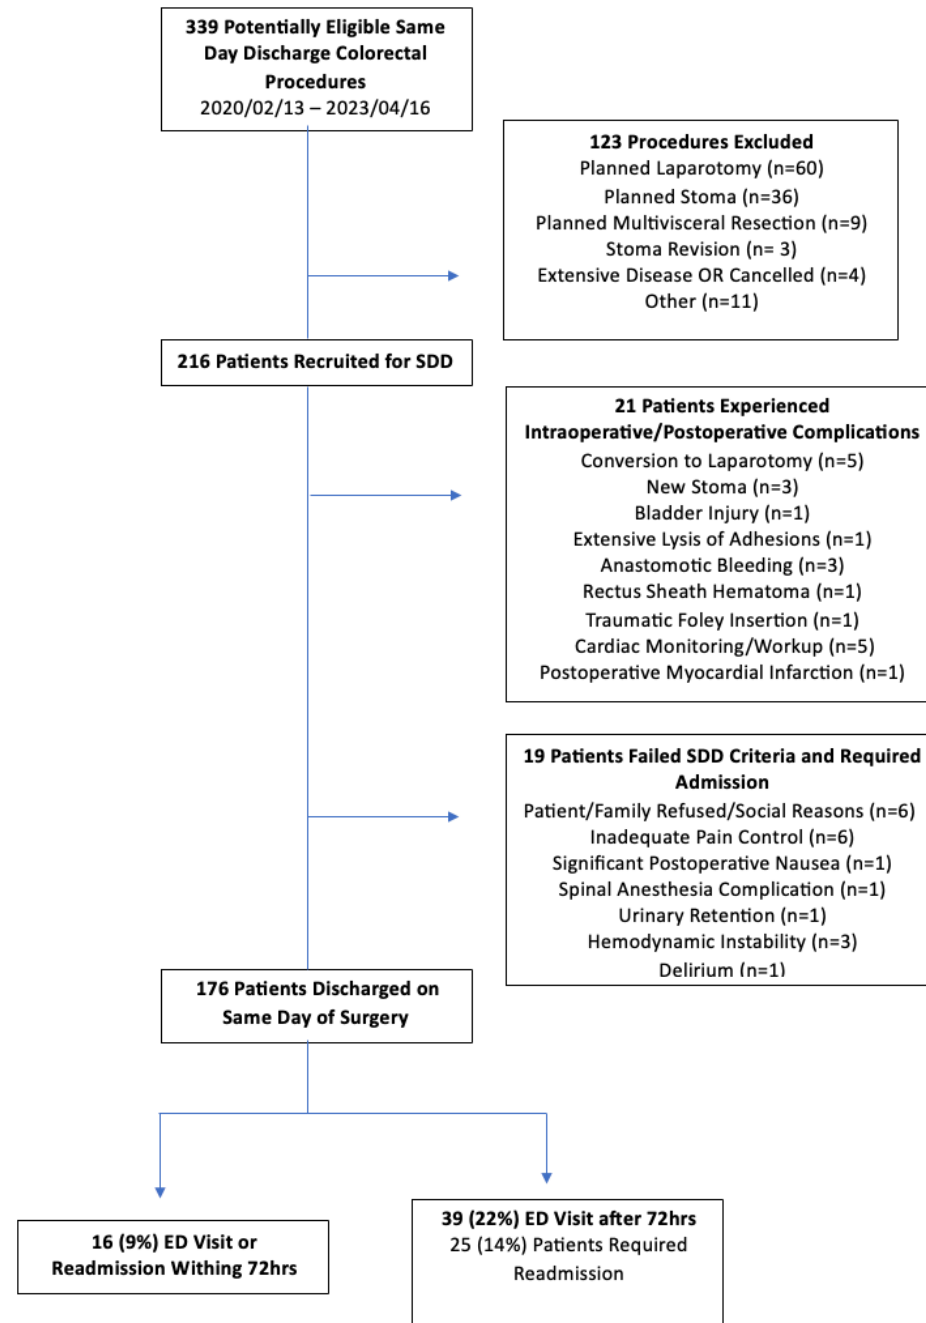 339 Potentially Eligible Same
Day Discharge Colorectal
Procedures
2020/02/13 – 2023/04/16
123 Procedures Excluded
Planned Laparotomy (n=60)
Planned Stoma (n=36)
Planned Multivisceral Resection (n=9)
Stoma Revision (n= 3)
Extensive Disease OR Cancelled (n=4)
Other (n=11)
216 Patients Recruited for SDD
21 Patients Experienced
Intraoperative/Postoperative Complications
Conversion to Laparotomy (n=5)
New Stoma (n=3)
Bladder Injury (n=1)
Extensive Lysis of Adhesions (n=1)
Anastomotic Bleeding (n=3)
Rectus Sheath Hematoma (n=1)
Traumatic Foley Insertion (n=1)
Cardiac Monitoring/Workup (n=5)
Postoperative Myocardial Infarction (n=1)
19 Patients Failed SDD Criteria and Required
Admission
Patient/Family Refused/Social Reasons (n=6)
Inadequate Pain Control (n=6)
Significant Postoperative Nausea (n=1)
Spinal Anesthesia Complication (n=1)
Urinary Retention (n=1)
Hemodynamic Instability (n=3)
Delirium (n=1)
176 Patients Discharged on
Same Day of Surgery
16 (9%) ED Visit or
Readmission Withing 72hrs
39 (22%) ED Visit after 72hrs
25 (14%) Patients Required
Readmission